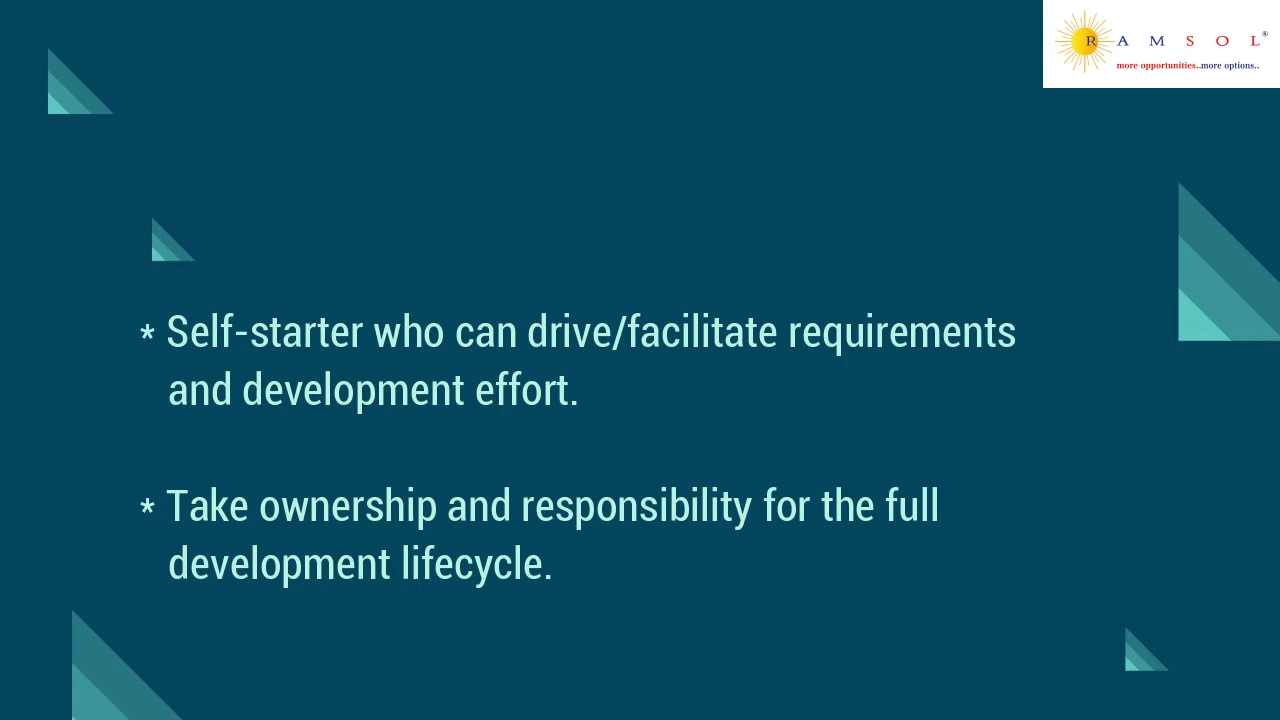 R A M S O L ®
more opportunities..more options..
* Self-starter who can drive/facilitate requirements
and development effort.
* Take ownership and responsibility for the full
development lifecycle.